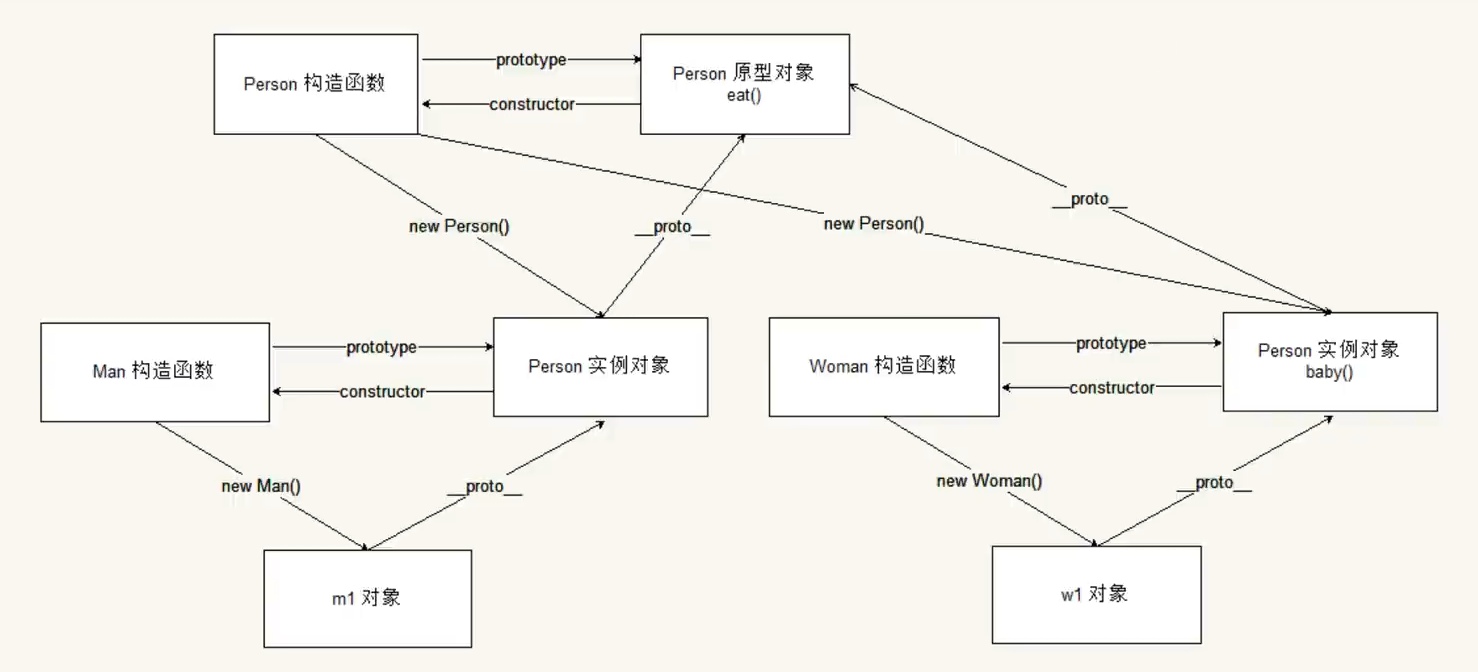 Person 构造函数
prototype
constructor
Person 原型对象
eat()
new Person()
__proto__
new Person()
__proto__
Man 构造函数
prototype
constructor
Person 实例对象
Woman 构造函数
prototype
constructor
Person 实例对象
baby()
new Man()
__proto__
new Woman()
__proto__
m1 对象
w1 对象